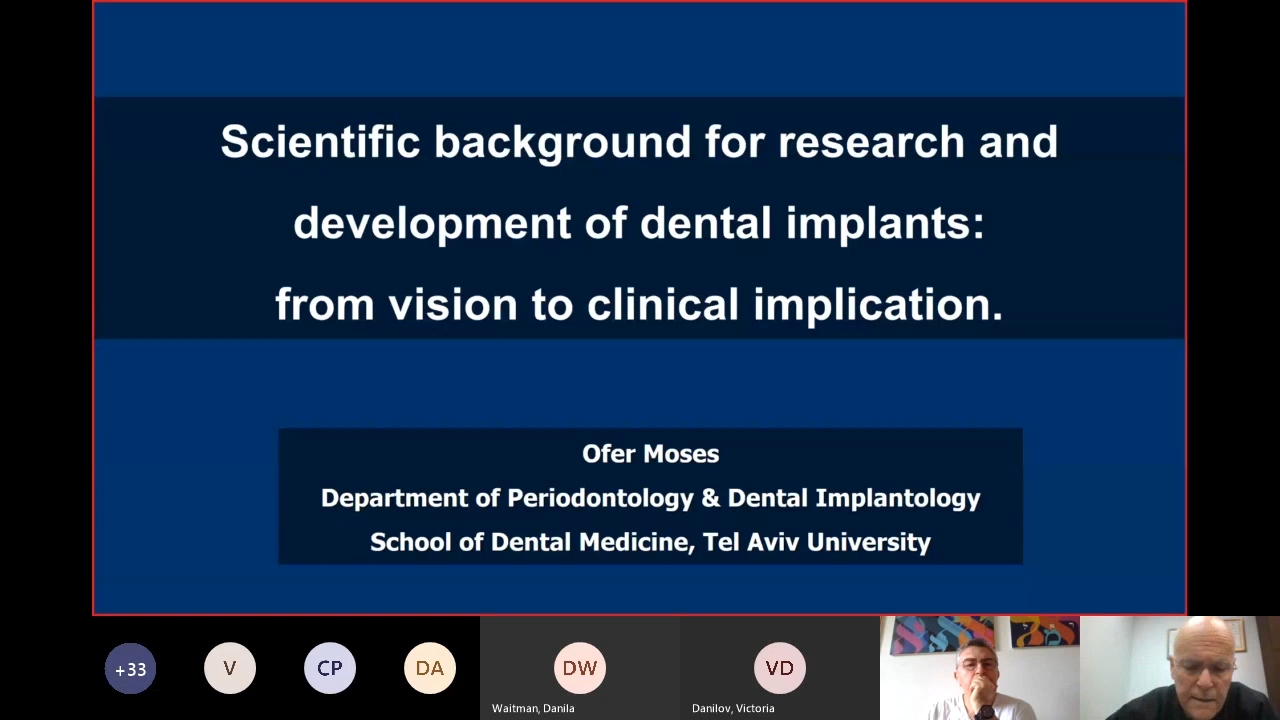 Scientific background for research and
development of dental implants:
from vision to clinical implication.
Ofer Moses
Department of Periodontology & Dental Implantology
School of Dental Medicine, Tel Aviv University
+33
V
CP
DA
DW
VD
Waitman, Danila
Danilov, Victoria